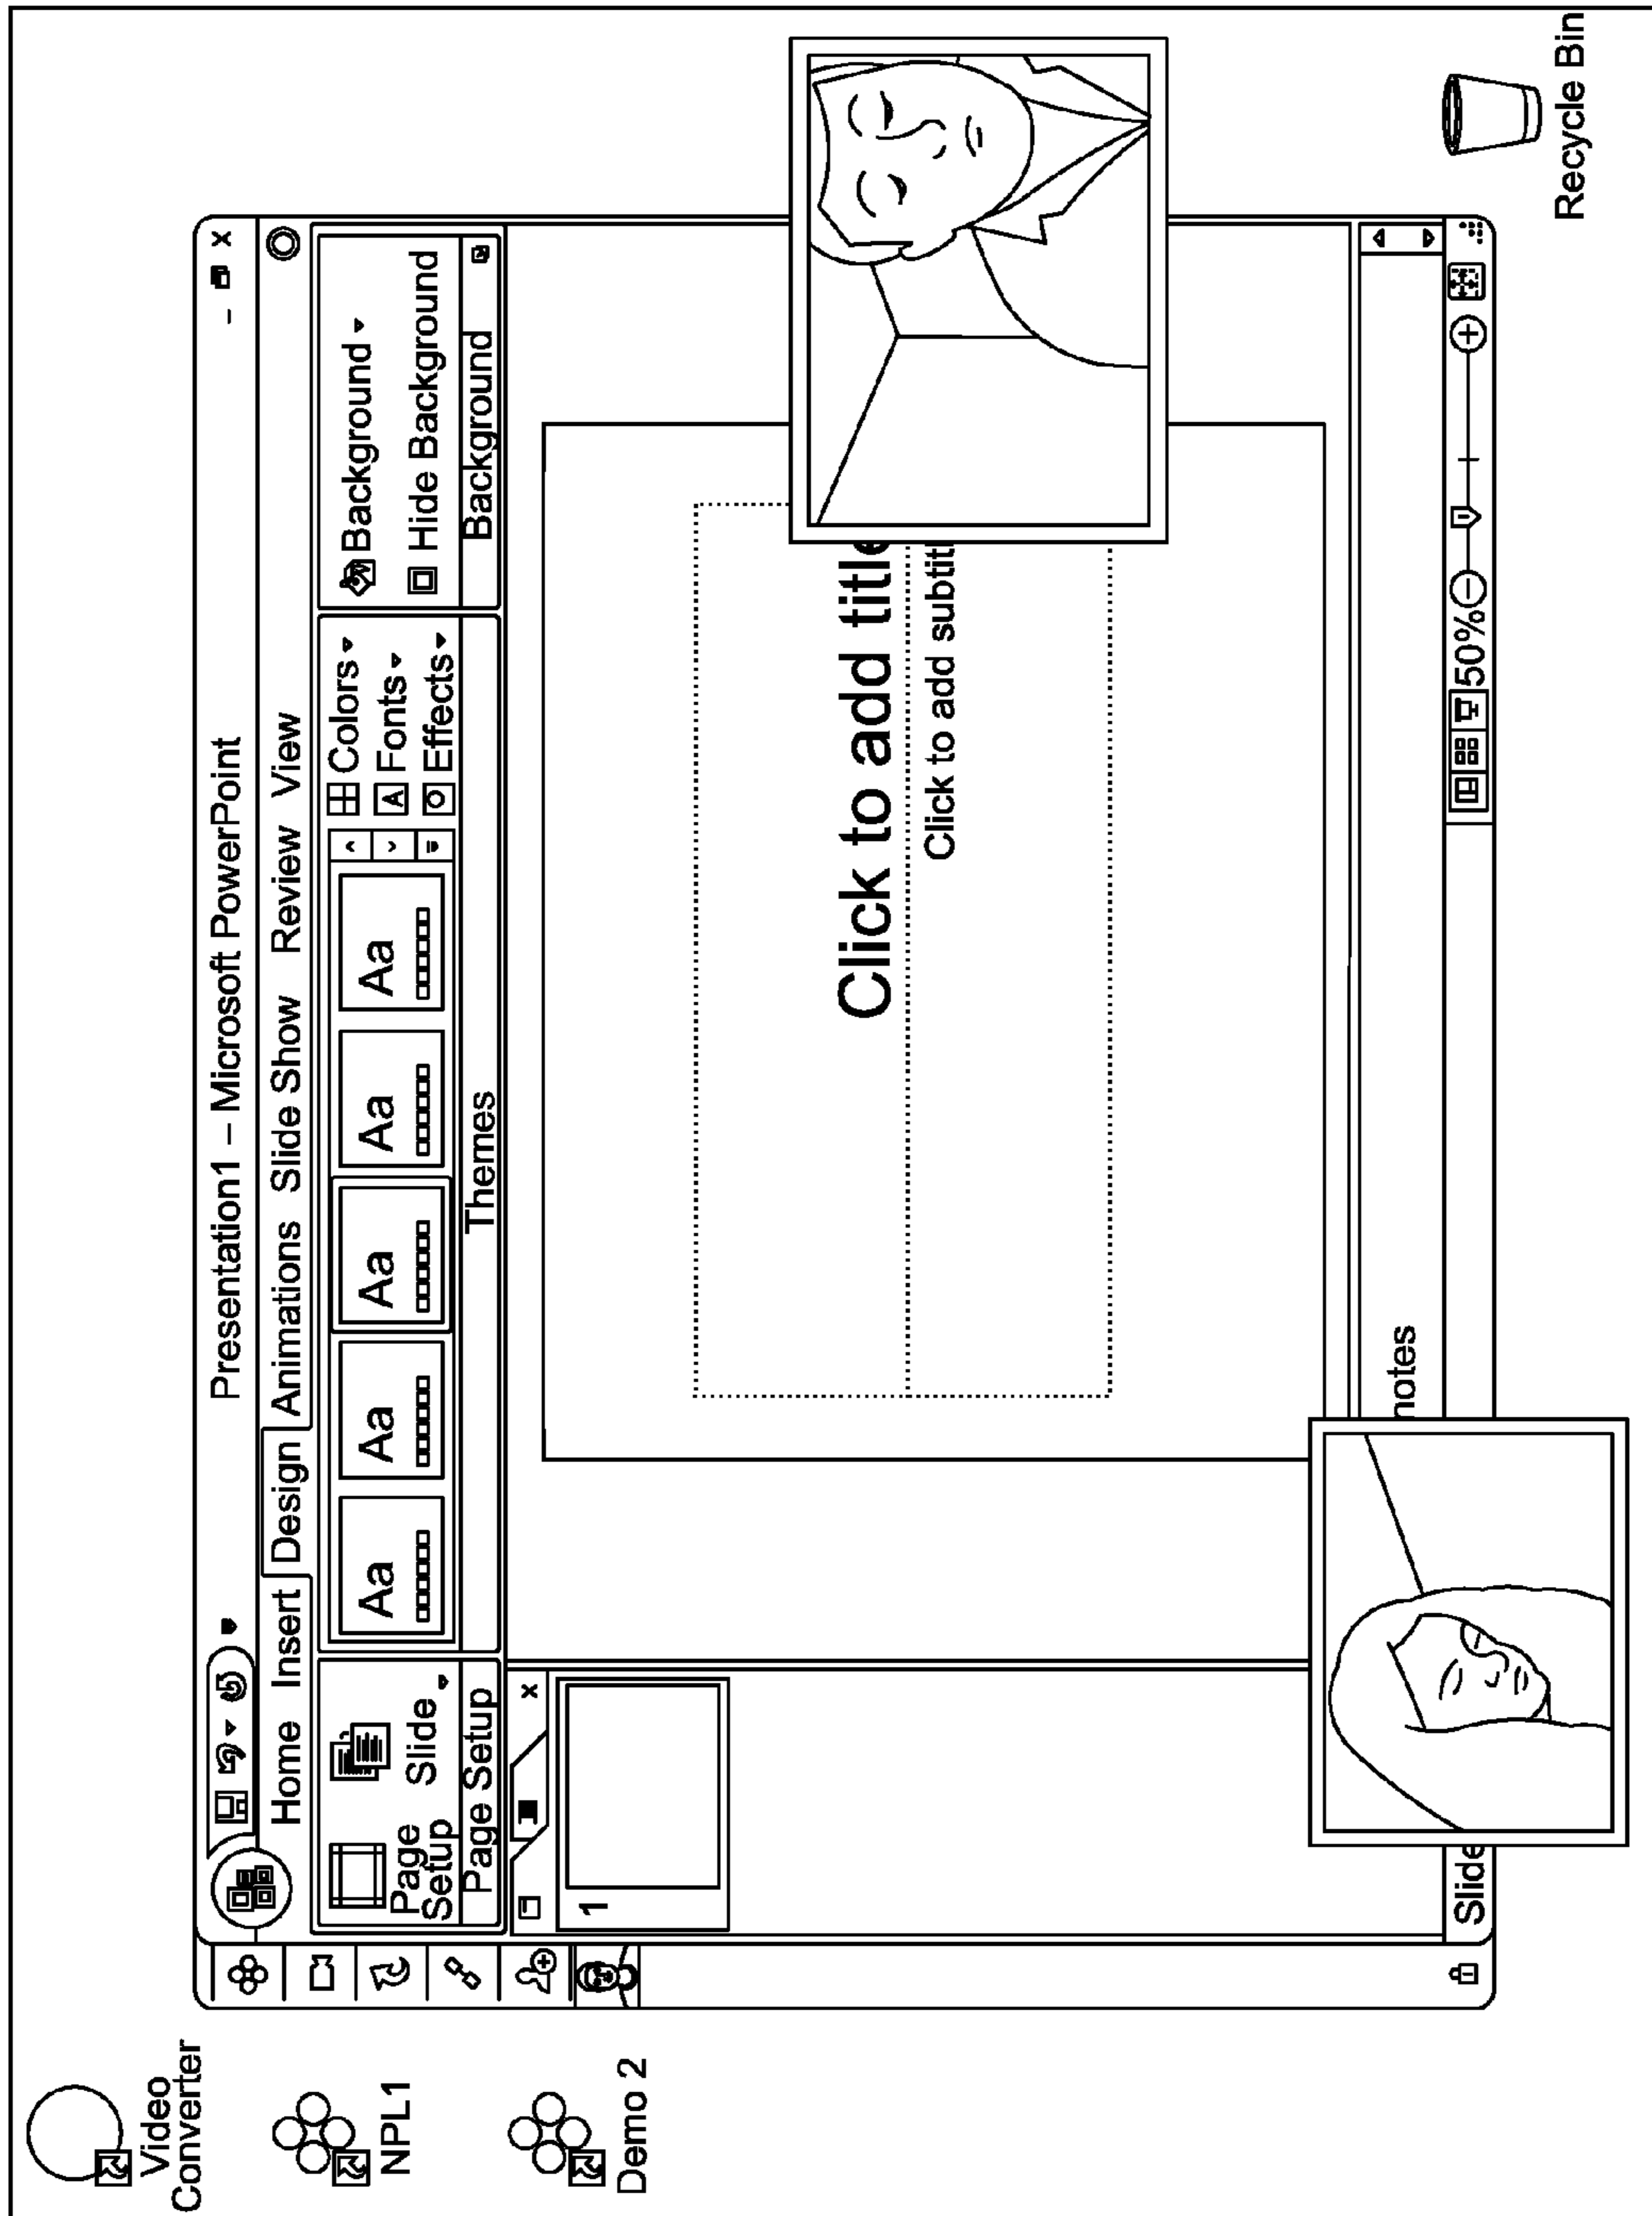 Video
Converter
NPL1
Demo 2
Presentation1 – Microsoft PowerPoint
Home Insert Design Animations Slide Show Review View
Page
Setup
Slide
Page Setup
Aa Aa Aa Aa Aa
Themes
Colors
A Fonts
Effects
Background
Hide Background
Background
1
Click to add title
Click to add subtitl
notes
Slide
50%
Recycle Bin